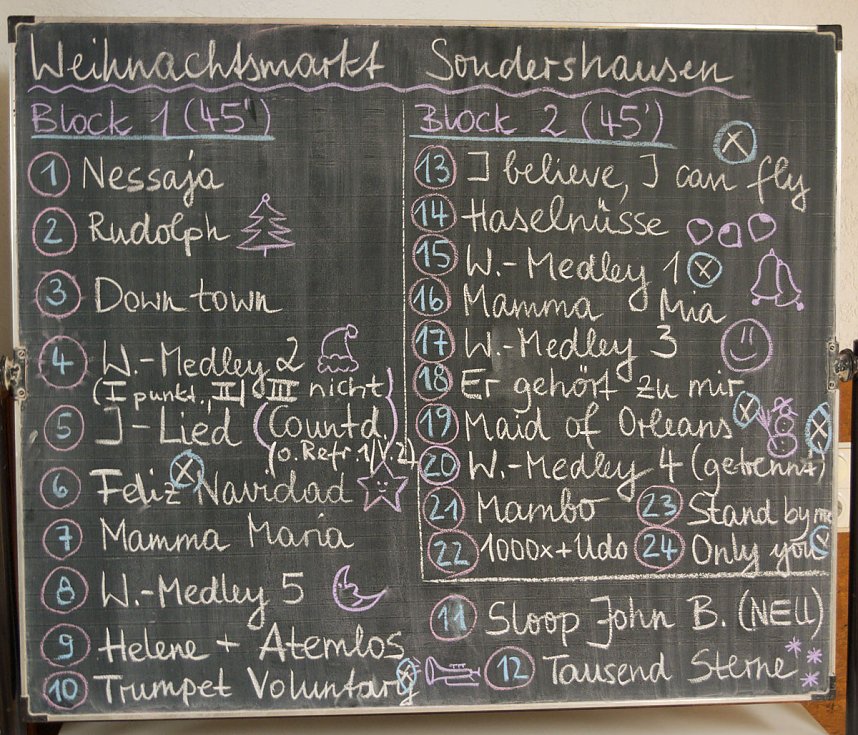 Weihnachtsmarkt Sondershausen
Block 1 (45')
1 Nessaja
2 Rudolph
3 Downtown
4 W.-Medley 2
(I punkt., II, III nicht)
5 J-Lied (Countd.
(o. Refr. 1/V.2)
6 Feliz Navidad
7 Mamma Maria
8 W.-Medley 5
9 Helene + Atemlos
10 Trumpet Voluntary
Block 2 (45')
13 I believe, I can fly
14 Haselnüsse
15 W.-Medley 1
16 Mamma Mia
17 W.-Medley 3
18 Er gehört zu mir
19 Maid of Orleans
20 W.-Medley 4 (getrennt)
21 Mambo 23 Stand by me
22 1000x+Udo 24 Only you
11 Sloop John B. (NEU)
12 Tausend Sterne